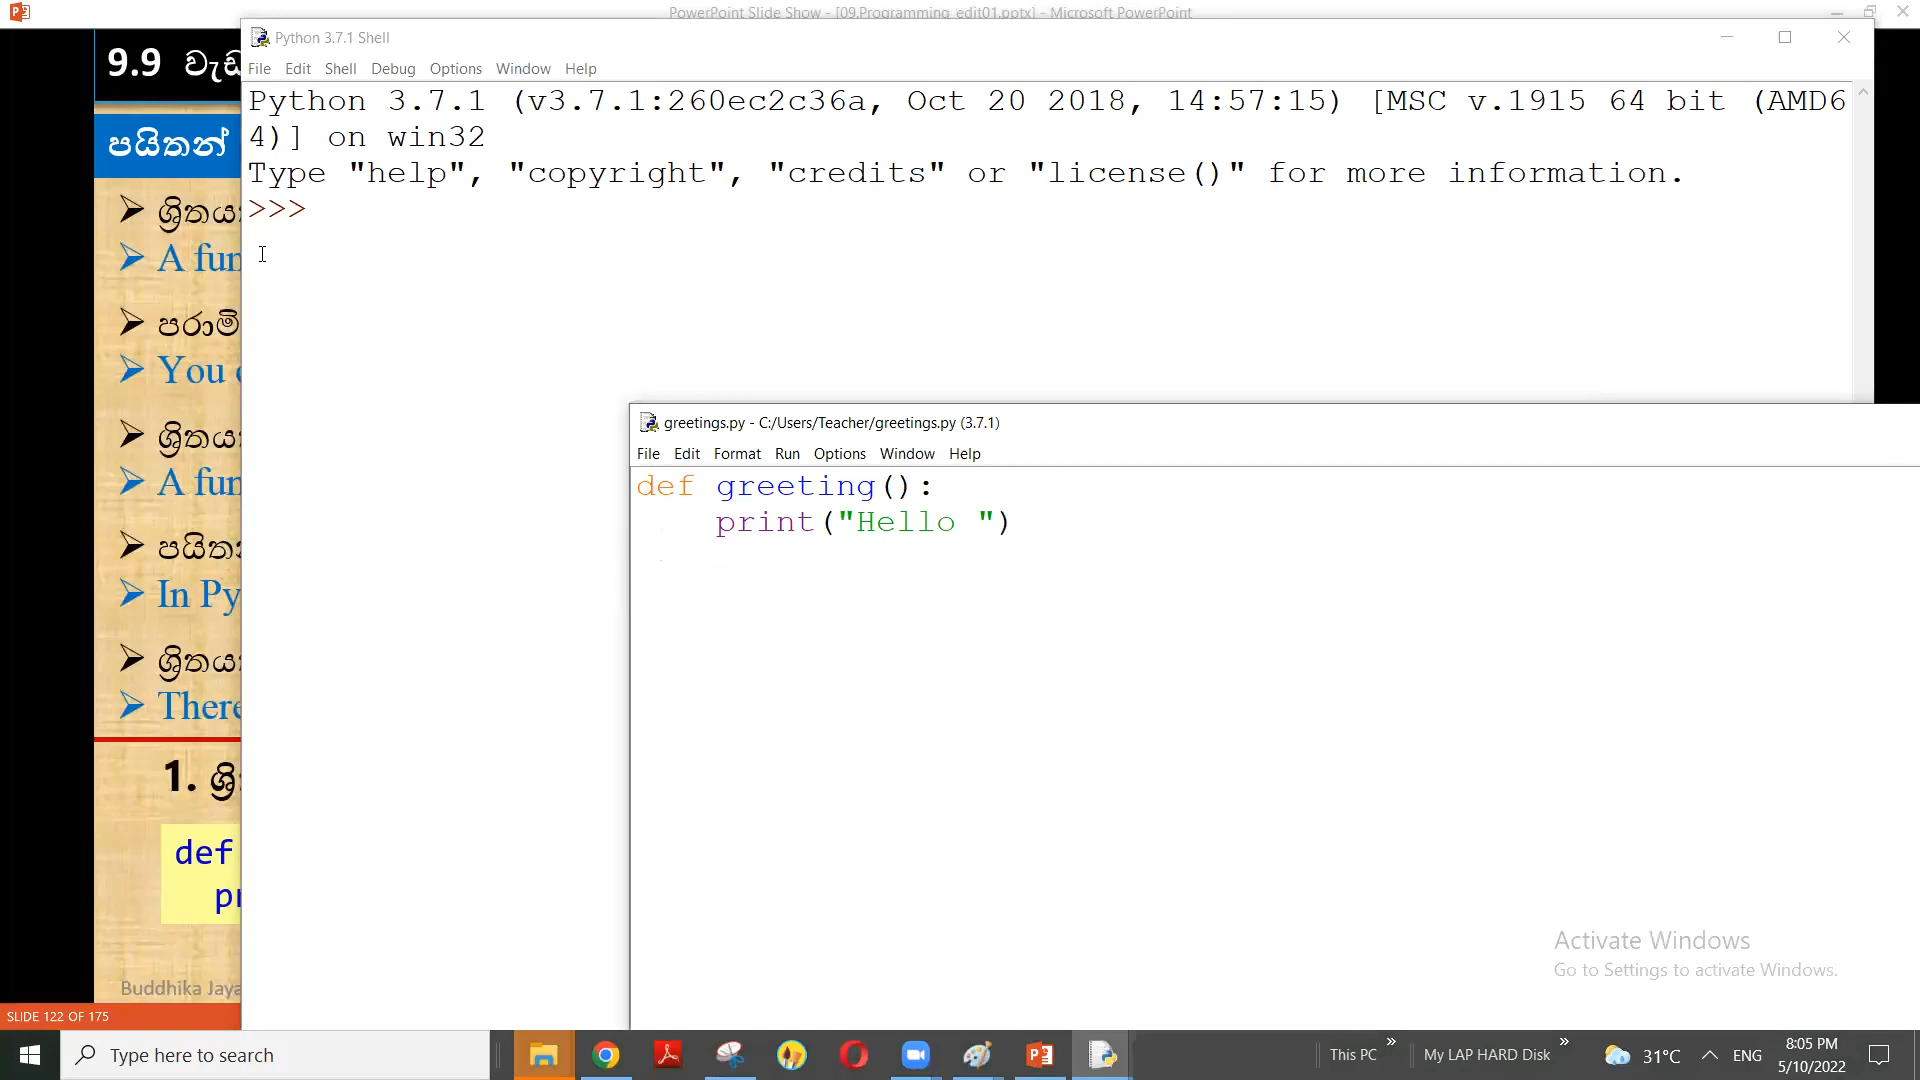 PowerPoint Slide Show - [09.Programming_edit01.pptx] - Microsoft PowerPoint
9.9
Python 3.7.1 Shell
File Edit Shell Debug Options Window Help
Python 3.7.1 (v3.7.1:260ec2c36a, Oct 20 2018, 14:57:15) [MSC v.1915 64 bit (AMD6
4)] on win32
Type "help", "copyright", "credits" or "license()" for more information.
>>>
පයිතන්
A fun
You
A fun
In Py
There
1.
def
pr
Buddhika Jaya
SLIDE 122 OF 175
greetings.py - C:/Users/Teacher/greetings.py (3.7.1)
File Edit Format Run Options Window Help
def greeting():
print("Hello ")
Activate Windows
Go to Settings to activate Windows.
Type here to search
This PC
My LAP HARD Disk
31°C
ENG
8:05 PM
5/10/2022